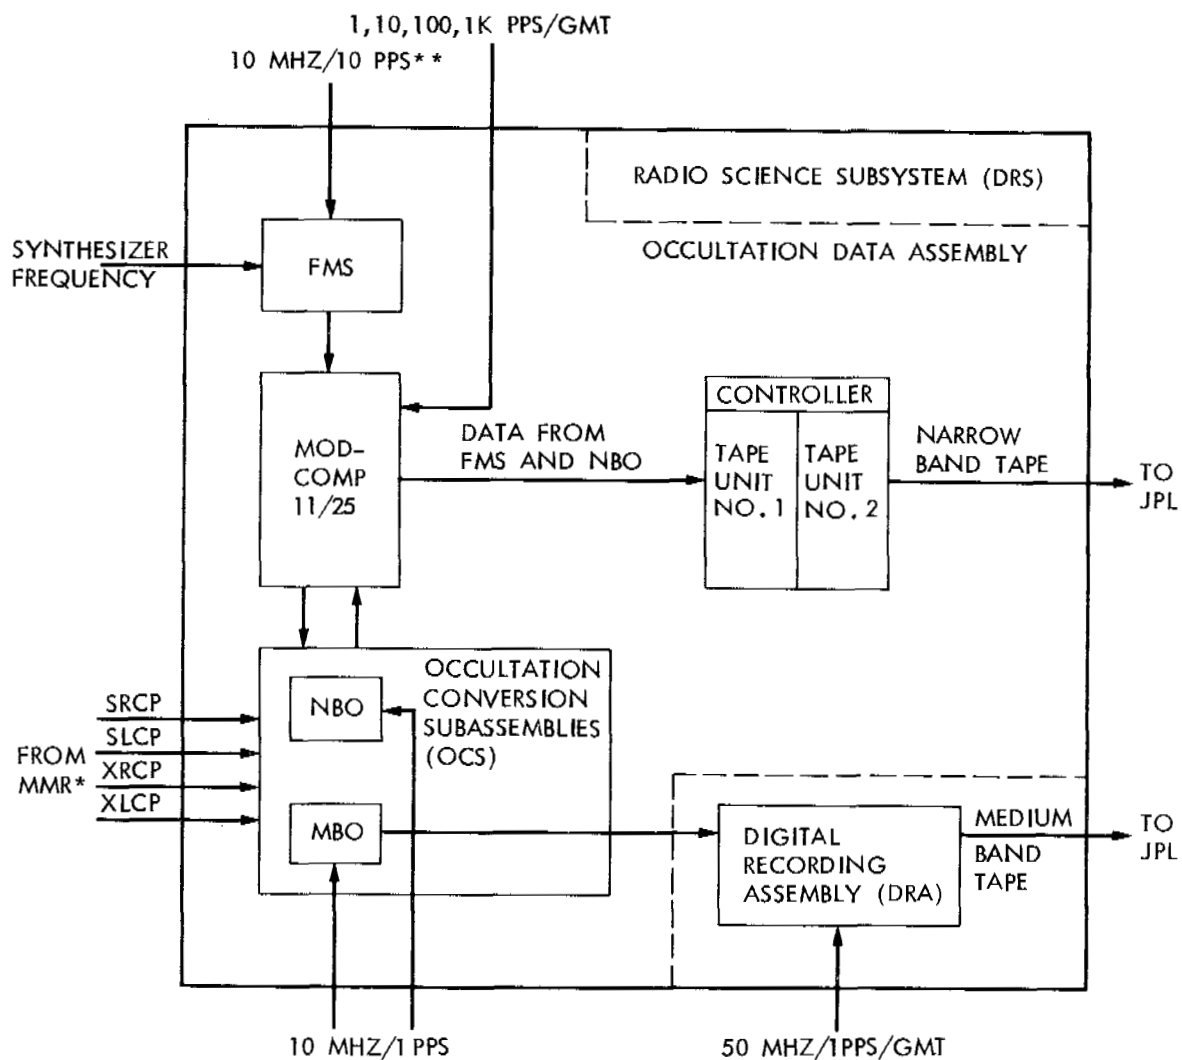 1,10,100,1K PPS/GMT
10 MHZ/10 PPS**
RADIO SCIENCE SUBSYSTEM (DRS)
OCCULTATION DATA ASSEMBLY
SYNTHESIZER
FREQUENCY
FMS
MOD-
COMP
11/25
DATA FROM
FMS AND NBO
CONTROLLER
TAPE
UNIT
NO.1
TAPE
UNIT
NO.2
NARROW
BAND TAPE
TO
JPL
OCCULTATION
CONVERSION
SUBASSEMBLIES
(OCS)
NBO
MBO
FROM
MMR*
SRCP
SLCP
XRCP
XLCP
DIGITAL
RECORDING
ASSEMBLY (DRA)
MEDIUM
BAND
TAPE
TO
JPL
10 MHZ/1PPS
50 MHZ/1PPS/GMT